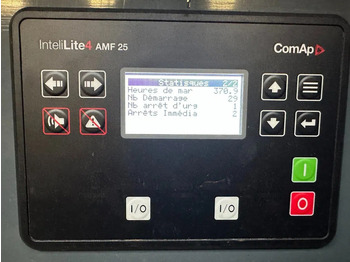 InteliLite4 AMF 25
ComAp
Statisques 2/2
Heures de mar 370,9
Nb Démarrage 29
Nb arrêt d'urg 1
Arrêts Immédia 2
I/O
I/O
I
O